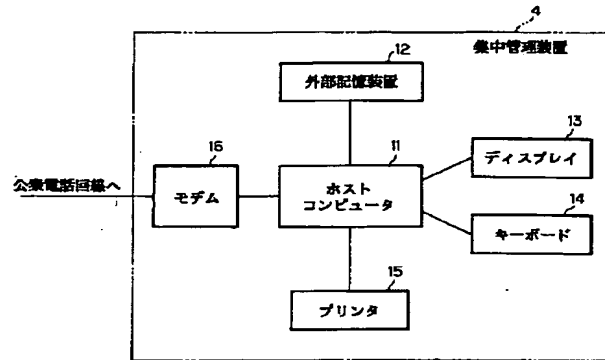 4
集中管理装置
12
外部記憶装置
16
11
13
公衆電話回線へ
モデム
ホスト
コンピュータ
ディスプレイ
14
キーボード
15
プリンタ